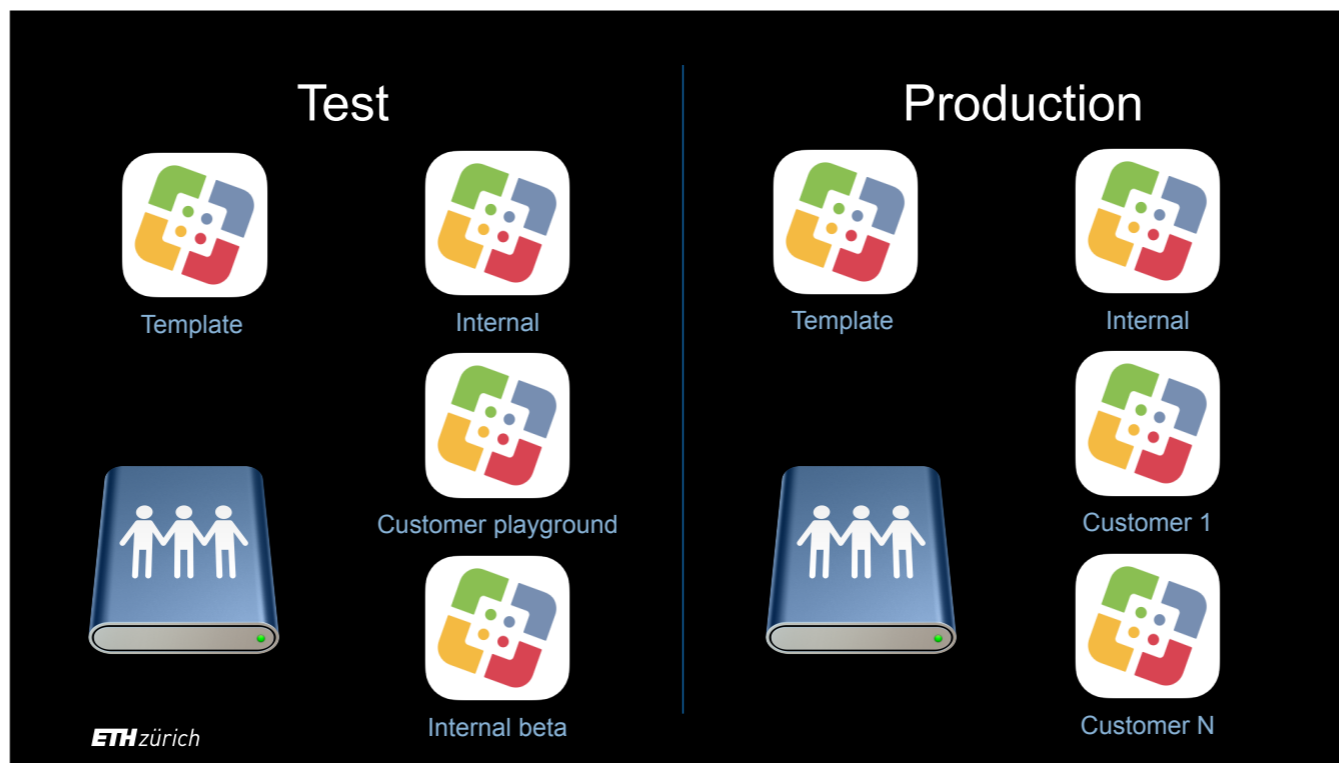 Test
Production
Template
Internal
Template
Internal
Customer playground
Customer 1
Internal beta
Customer N
ETH zürich